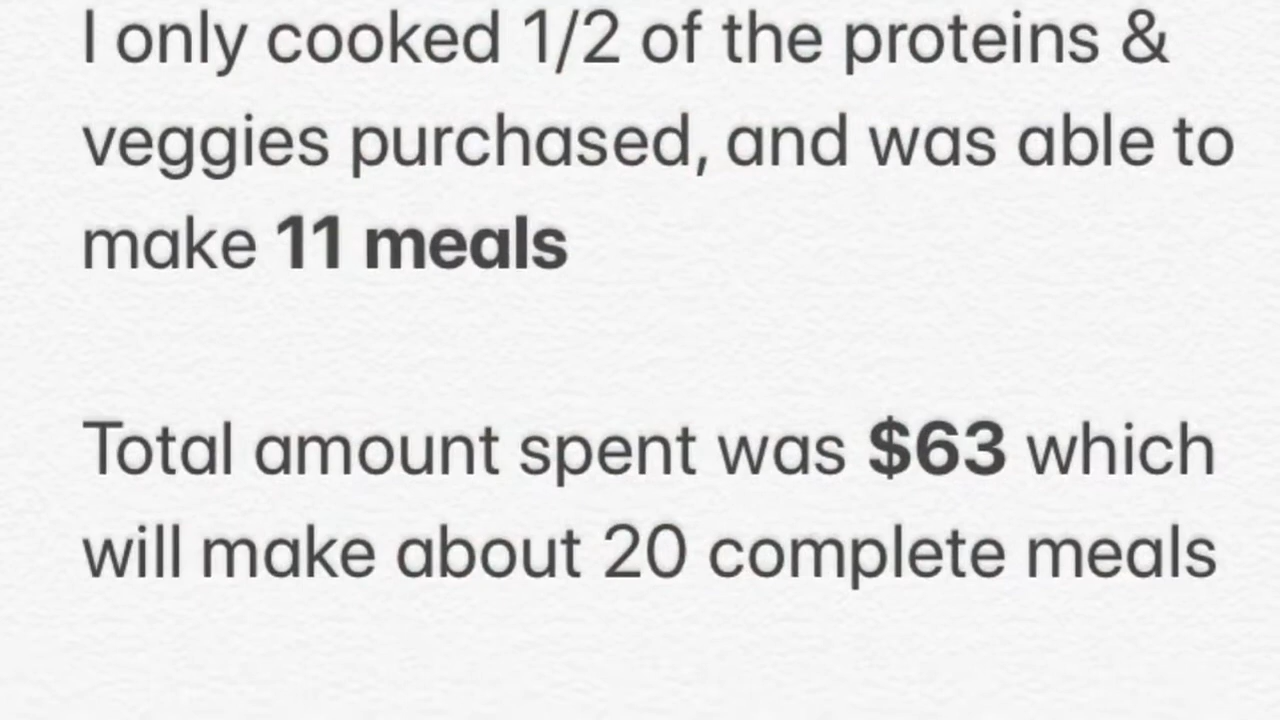 I only cooked 1/2 of the proteins &
veggies purchased, and was able to
make 11 meals
Total amount spent was $63 which
will make about 20 complete meals